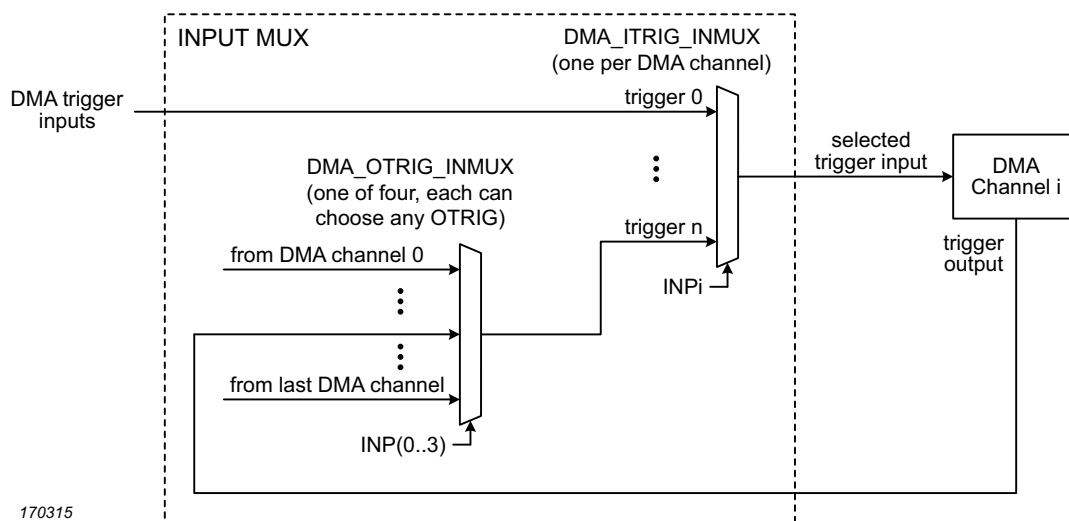 INPUT MUX
DMA_ITRIG_INMUX
(one per DMA channel)
DMA trigger
inputs
trigger 0
selected
trigger input
DMA
Channel i
DMA_OTRIG_INMUX
(one of four, each can
choose any OTRIG)
trigger n
trigger
output
from DMA channel 0
INPi
from last DMA channel
INP(0..3)
170315